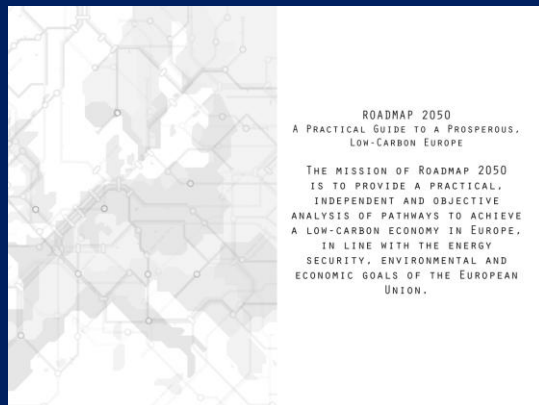 ROADMAP 2050
A PRACTICAL GUIDE TO A PROSPEROUS,
LOW-CARBON EUROPE
THE MISSION OF ROADMAP 2050
IS TO PROVIDE A PRACTICAL,
INDEPENDENT AND OBJECTIVE
ANALYSIS OF PATHWAYS TO ACHIEVE
A LOW-CARBON ECONOMY IN EUROPE,
IN LINE WITH THE ENERGY
SECURITY, ENVIRONMENTAL AND
ECONOMIC GOALS OF THE EUROPEAN
UNION.